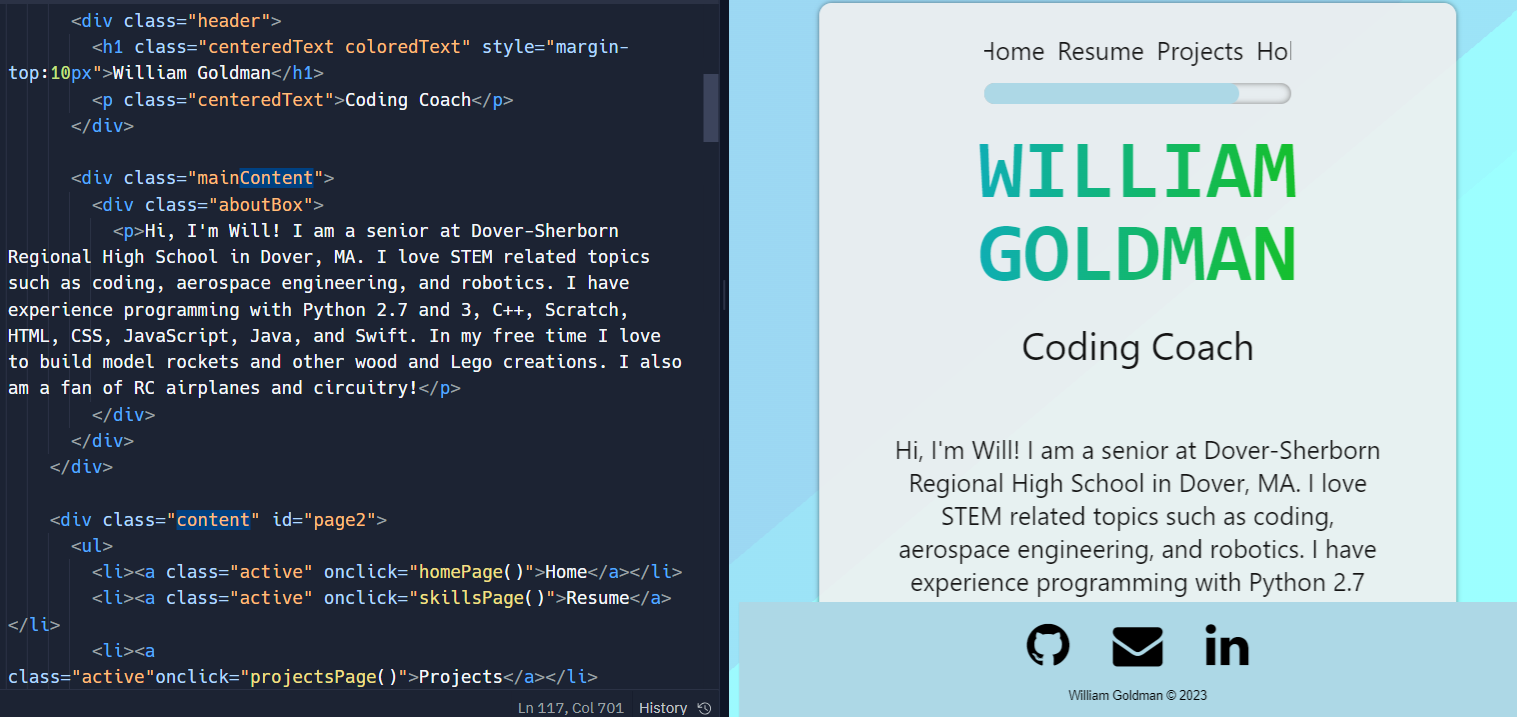 <div class="header">
<h1 class="centeredText coloredText" style="margin-
top:10px">William Goldman</h1>
<p class="centeredText">Coding Coach</p>
</div>
<div class="mainContent">
<div class="aboutBox">
<p>Hi, I'm Will! I am a senior at Dover-Sherborn
Regional High School in Dover, MA. I love STEM related topics
such as coding, aerospace engineering, and robotics. I have
experience programming with Python 2.7 and 3, C++, Scratch,
HTML, CSS, JavaScript, Java, and Swift. In my free time I love
to build model rockets and other wood and Lego creations. I also
am a fan of RC airplanes and circuitry!</p>
</div>
</div>
</div>
<div class="content" id="page2">
<ul>
<li><a class="active" onclick="homePage()">Home</a></li>
<li><a class="active" onclick="skillsPage()">Resume</a>
</li>
<li><a
class="active"onclick="projectsPage()">Projects</a></li>
Ln 117, Col 701 History
Home Resume Projects
WILLIAM
GOLDMAN
Coding Coach
Hi, I'm Will! I am a senior at Dover-Sherborn
Regional High School in Dover, MA. I love
STEM related topics such as coding,
aerospace engineering, and robotics. I have
experience programming with Python 2.7
in
William Goldman © 2023